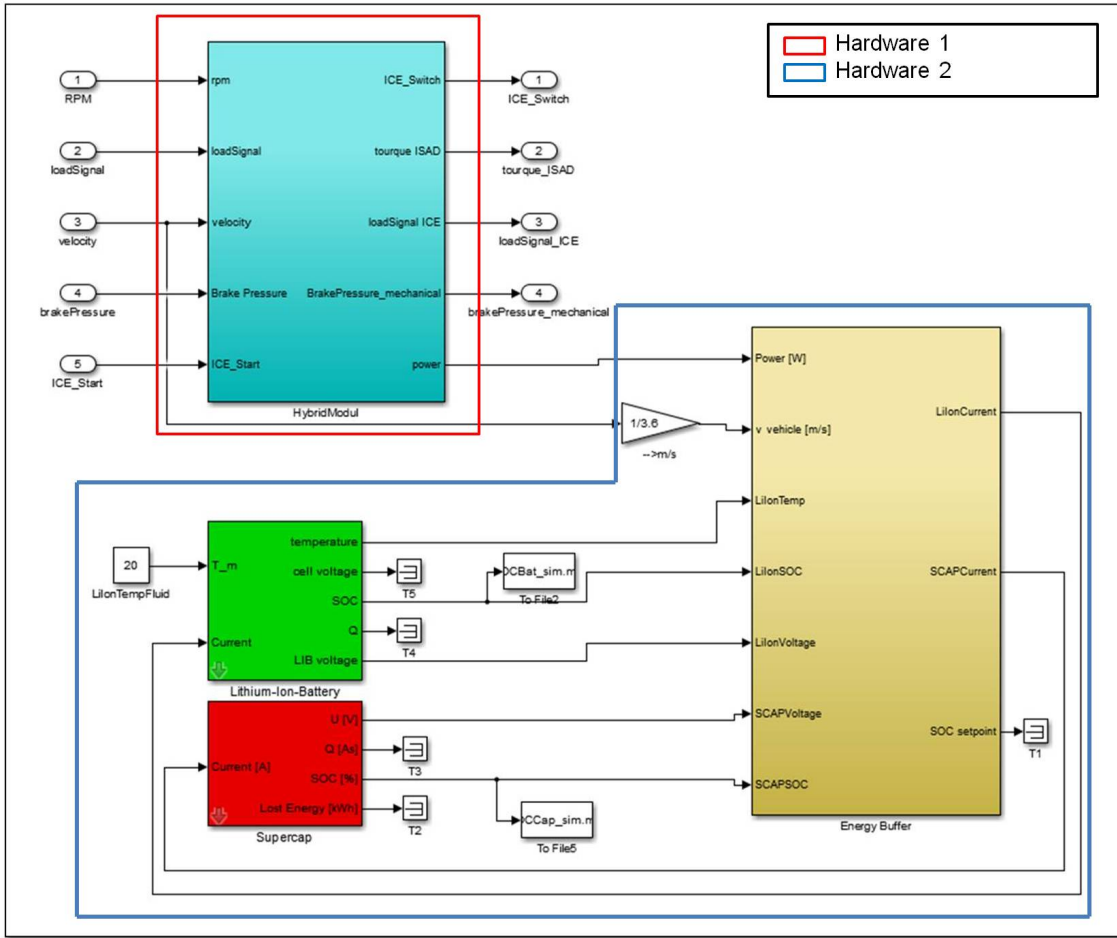 Hardware 1
Hardware 2
1
RPM
rpm
ICE_Switch
1
ICE_Switch
2
loadSignal
loadSignal
tourque ISAD
2
tourque_ISAD
3
velocity
velocity
loadSignal ICE
3
loadSignal_ICE
4
brakePressure
Brake Pressure
BrakePressure_mechanical
4
brakePressure_mechanical
5
ICE_Start
ICE_Start
power
HybridModul
Power [W]
1/3.6
-->m/s
v vehicle [m/s]
LiIonCurrent
LiIonTemp
LiIonSOC
SCAPCurrent
LiIonVoltage
SCAPVoltage
SOC setpoint
T1
SCAPSOC
Energy Buffer
20
LiIonTempFluid
T_m
temperature
cell voltage
T5
SOC
OCBat_sim.m
To File2
Q
T4
Current
LIB voltage
Lithium-Ion-Battery
U [V]
Q [As]
T3
Current [A]
SOC [%]
Lost Energy [kWh]
T2
Supercap
OCCap_sim.m
To File5